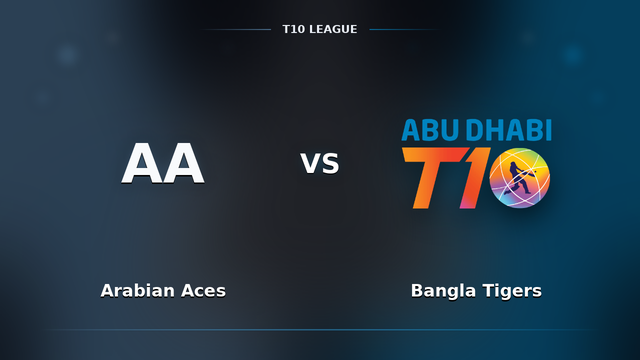 T10 LEAGUE
AA
VS
ABU DHABI
T10
Arabian Aces
Bangla Tigers